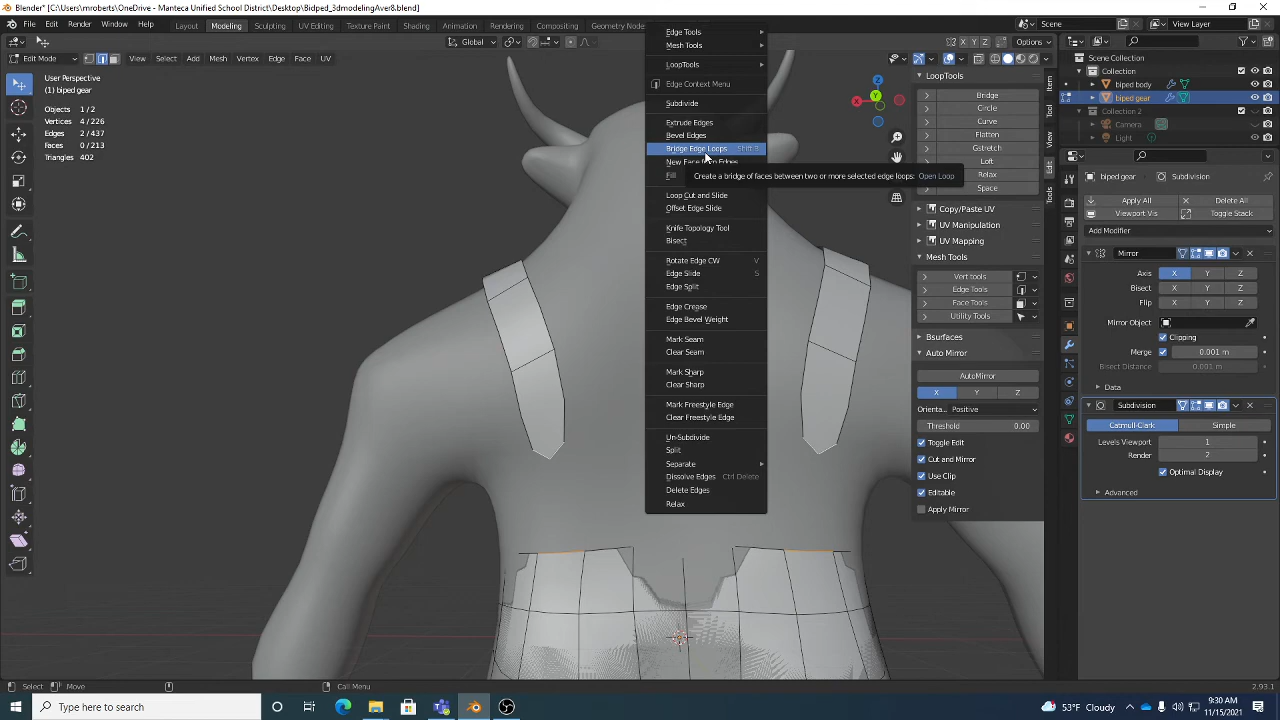 Blender* [C:\Users\mroberts\OneDrive - Manteca Unified School District\Desktop\Bidped_3dmodelingAver8.blend]
File Edit Render Window Help Layout Modeling Sculpting UV Editing Texture Paint Shading Animation Rendering Compositing Geometry Node Scene View Layer
Global X Y Z Options
Edit Mode View Select Add Mesh Vertex Edge Face UV
User Perspective
(1) biped gear
Objects 1/2
Vertices 4/226
Edges 2/437
Faces 0/213
Triangles 402
Edge Tools
Mesh Tools
LoopTools
Edge Context Menu
Subdivide
Extrude Edges
Bevel Edges
Bridge Edge Loops
Create a bridge of faces between two or more selected edge loops: Open Loop
Loop Cut and Slide
Offset Edge Slide
Knife Topology Tool
Bisect
Rotate Edge CW V
Edge Slide S
Edge Split
Edge Crease
Edge Bevel Weight
Mark Seam
Clear Seam
Mark Sharp
Clear Sharp
Mark Freestyle Edge
Clear Freestyle Edge
Un-Subdivide
Split
Separate
Dissolve Edges Ctrl Delete
Delete Edges
Relax
X Y Z
LoopTools
Bridge
Circle
Curve
Flatten
Gstretch
Loft
Relax
Space
Copy/Paste UV
UV Manipulation
UV Mapping
Mesh Tools
Vert tools
Edge Tools
Face Tools
Utility Tools
Bsurfaces
Auto Mirror
AutoMirror
X Y Z
Orienta... Positive
Threshold 0.00
Toggle Edit
Cut and Mirror
Use Clip
Editable
Apply Mirror
Item
Tool
View
Edit
Tools
Scene Collection
Collection
biped body
biped gear
Collection 2
Camera
Light
biped gear Subdivision
Apply All Delete All
Viewport Vis Toggle Stack
Add Modifier
Mirror
Axis X Y Z
Bisect X Y Z
Flip X Y Z
Mirror Object
Clipping
Merge 0.001 m
Bisect Distance 0.001 m
Data
Subdivision
Catmull-Clark Simple
Levels Viewport 1
Render 2
Optimal Display
Advanced
Select Move Call Menu 2.93.1
Type here to search 53°F Cloudy 9:30 AM
11/15/2021